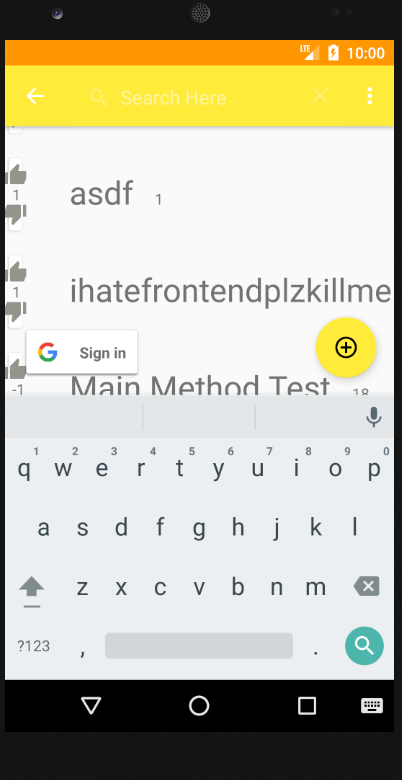 LTE 10:00
Search Here
asdf 1
1
ihatefrontendplzkillme
1
Sign in
Main Method Test 18
-1
1 2 3 4 5 6 7 8 9 0
q w e r t y u i o p
a s d f g h j k l
z x c v b n m
?123 , .